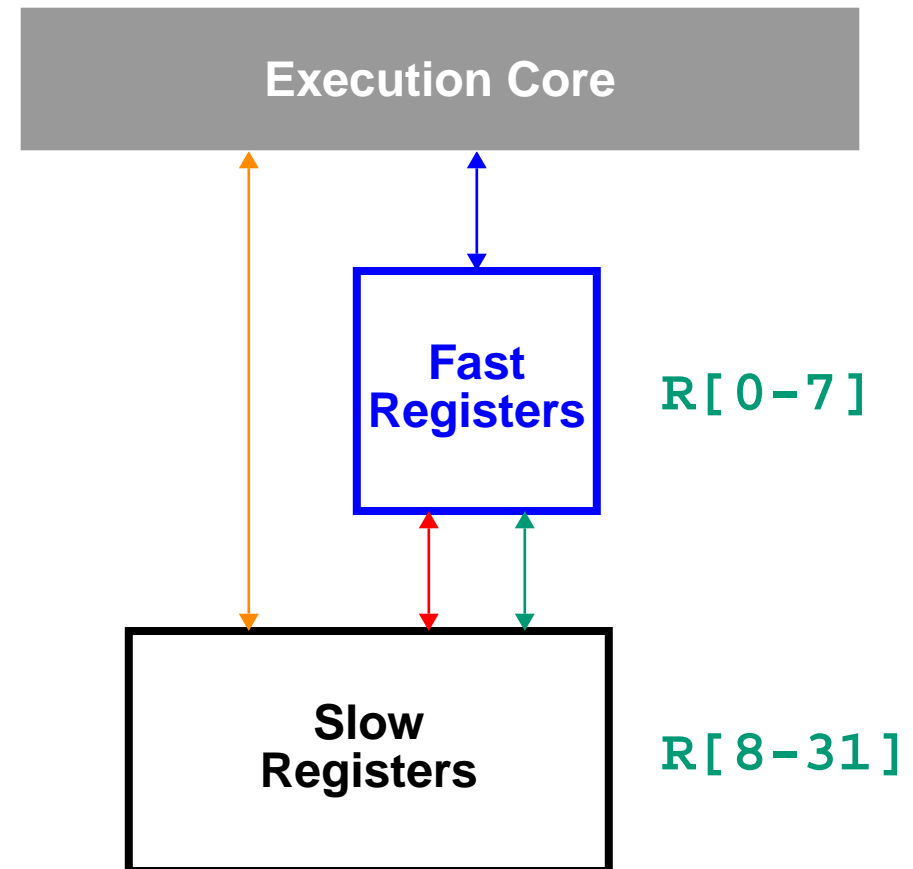 Execution Core
Fast
Registers
R[0-7]
Slow
Registers
R[8-31]